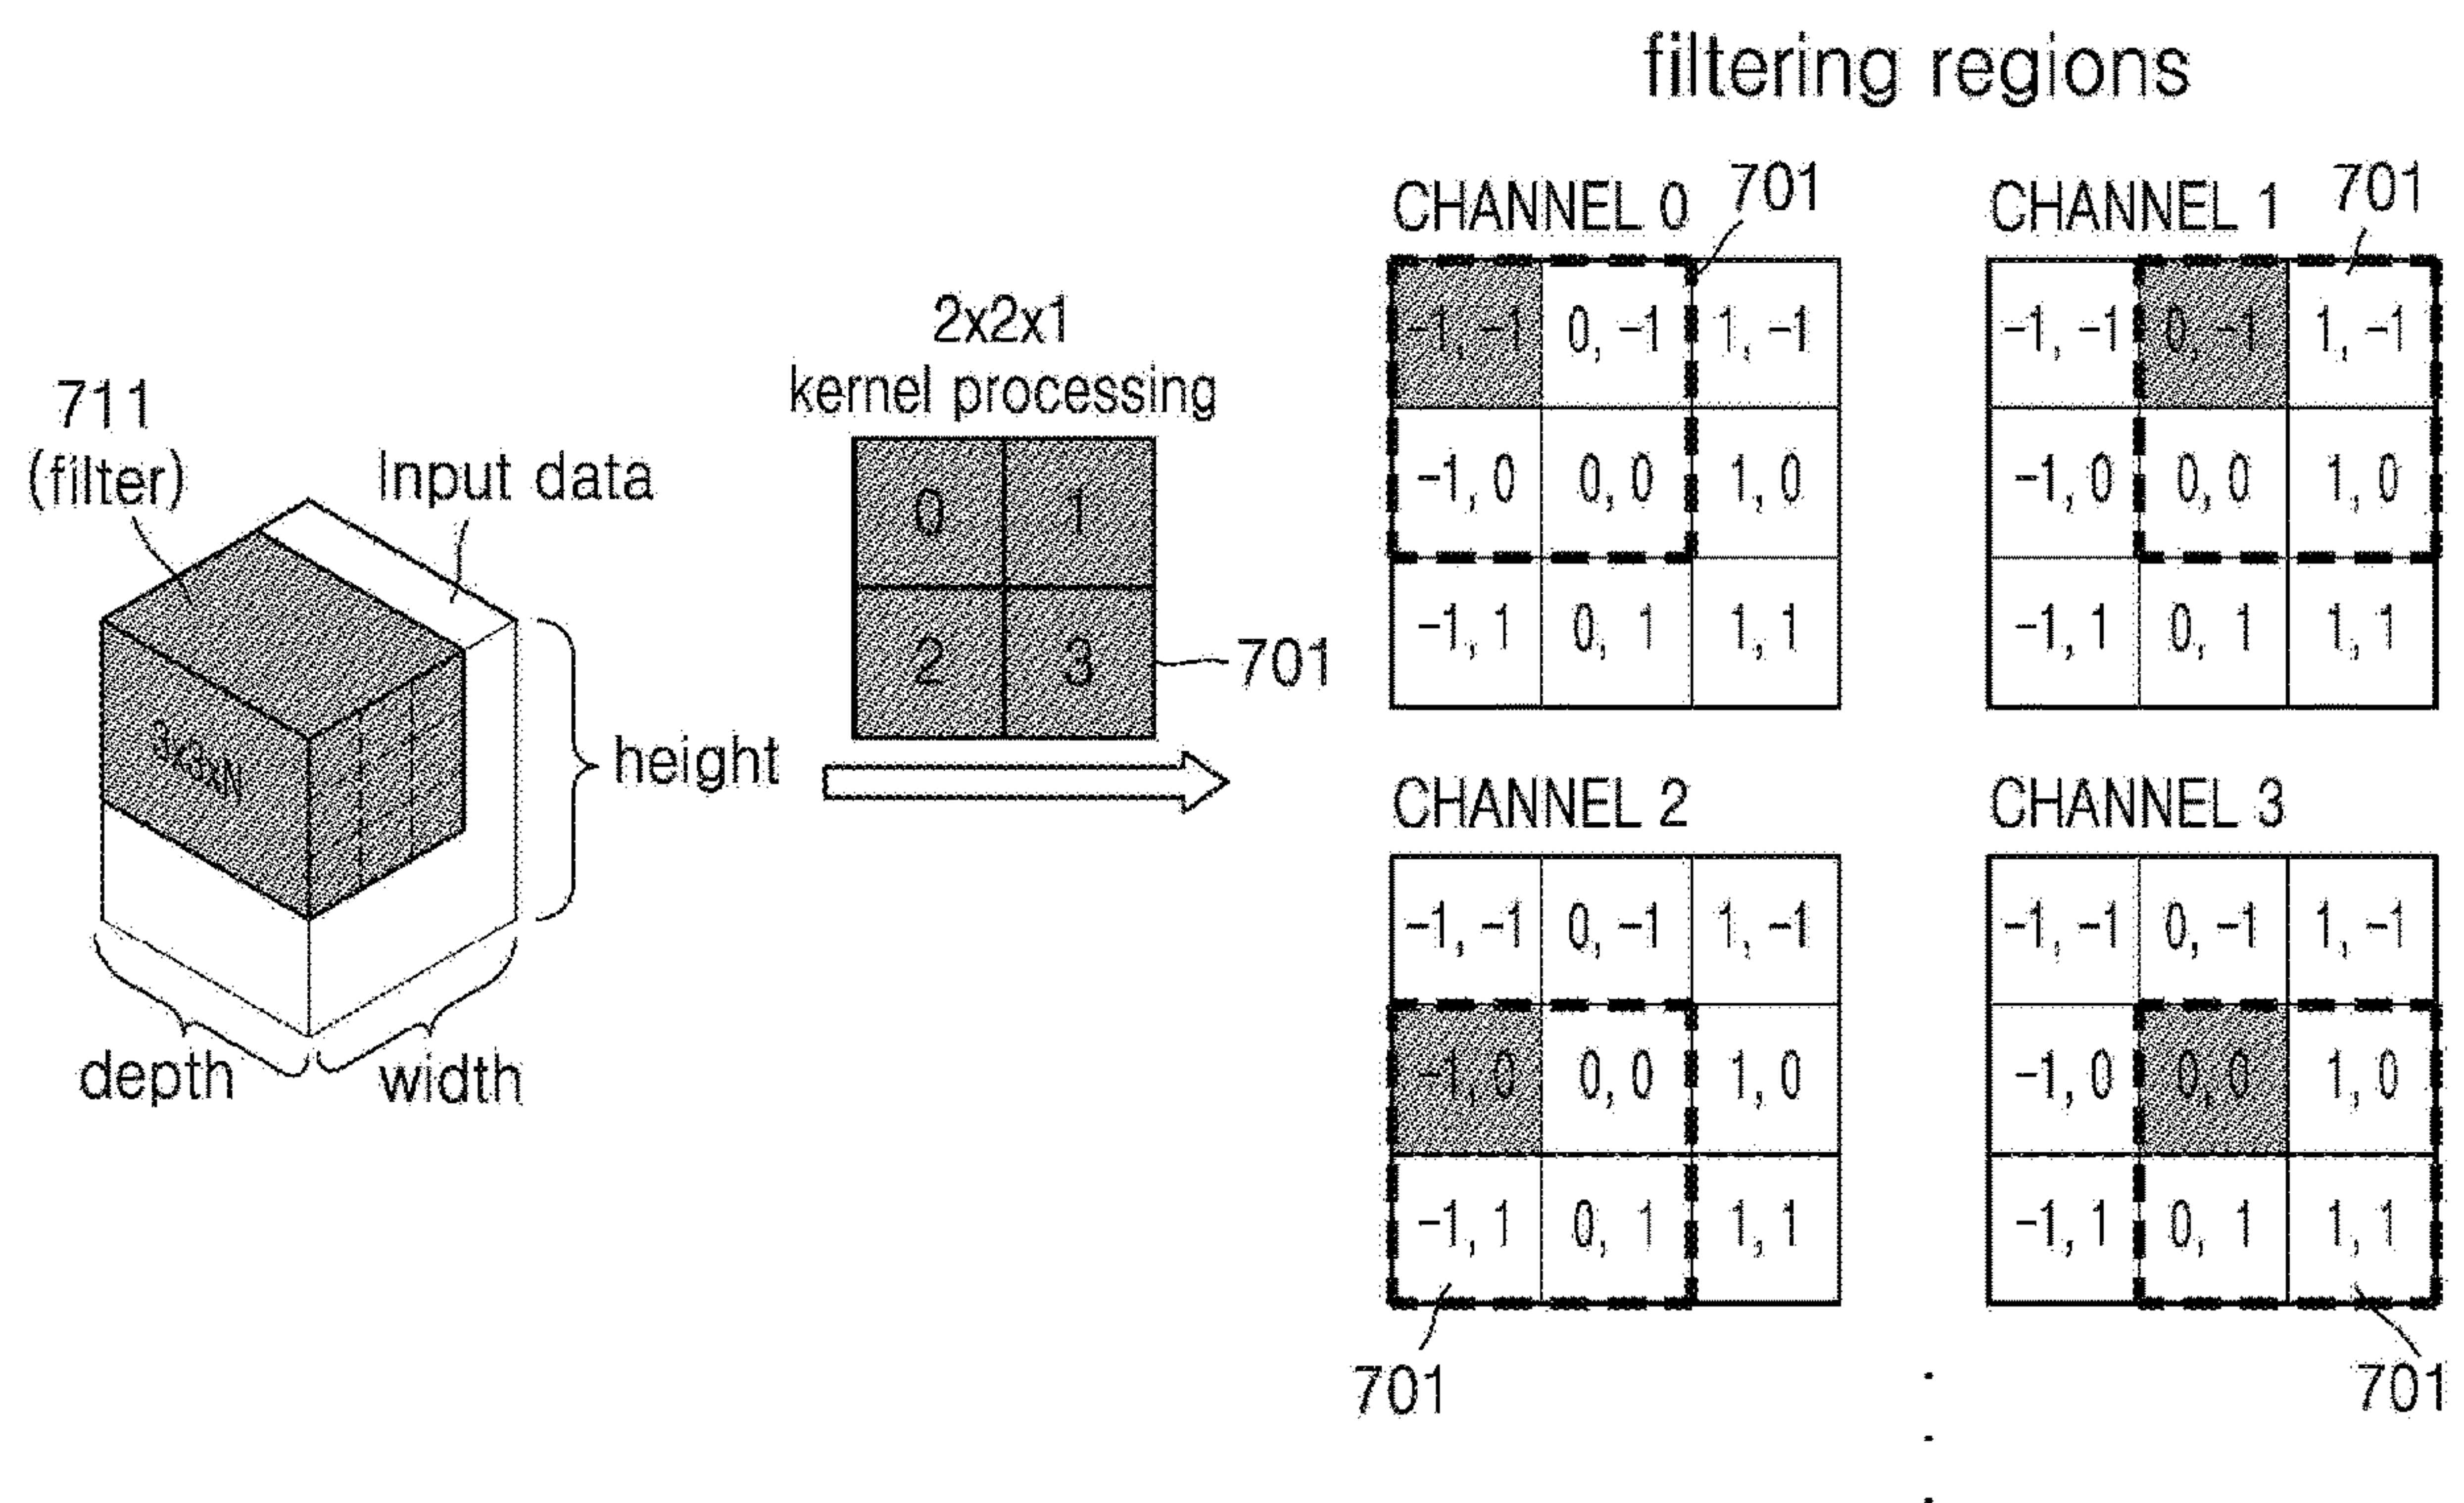 filtering regions
711
(filter)
Input data
3x3xN
height
depth
width
2x2x1
kernel processing
0 1
2 3
701
CHANNEL 0
701
-1, -1 0, -1 1, -1
-1, 0 0, 0 1, 0
-1, 1 0, 1 1, 1
CHANNEL 1
701
-1, -1 0, -1 1, -1
-1, 0 0, 0 1, 0
-1, 1 0, 1 1, 1
CHANNEL 2
-1, -1 0, -1 1, -1
-1, 0 0, 0 1, 0
-1, 1 0, 1 1, 1
701
CHANNEL 3
-1, -1 0, -1 1, -1
-1, 0 0, 0 1, 0
-1, 1 0, 1 1, 1
701